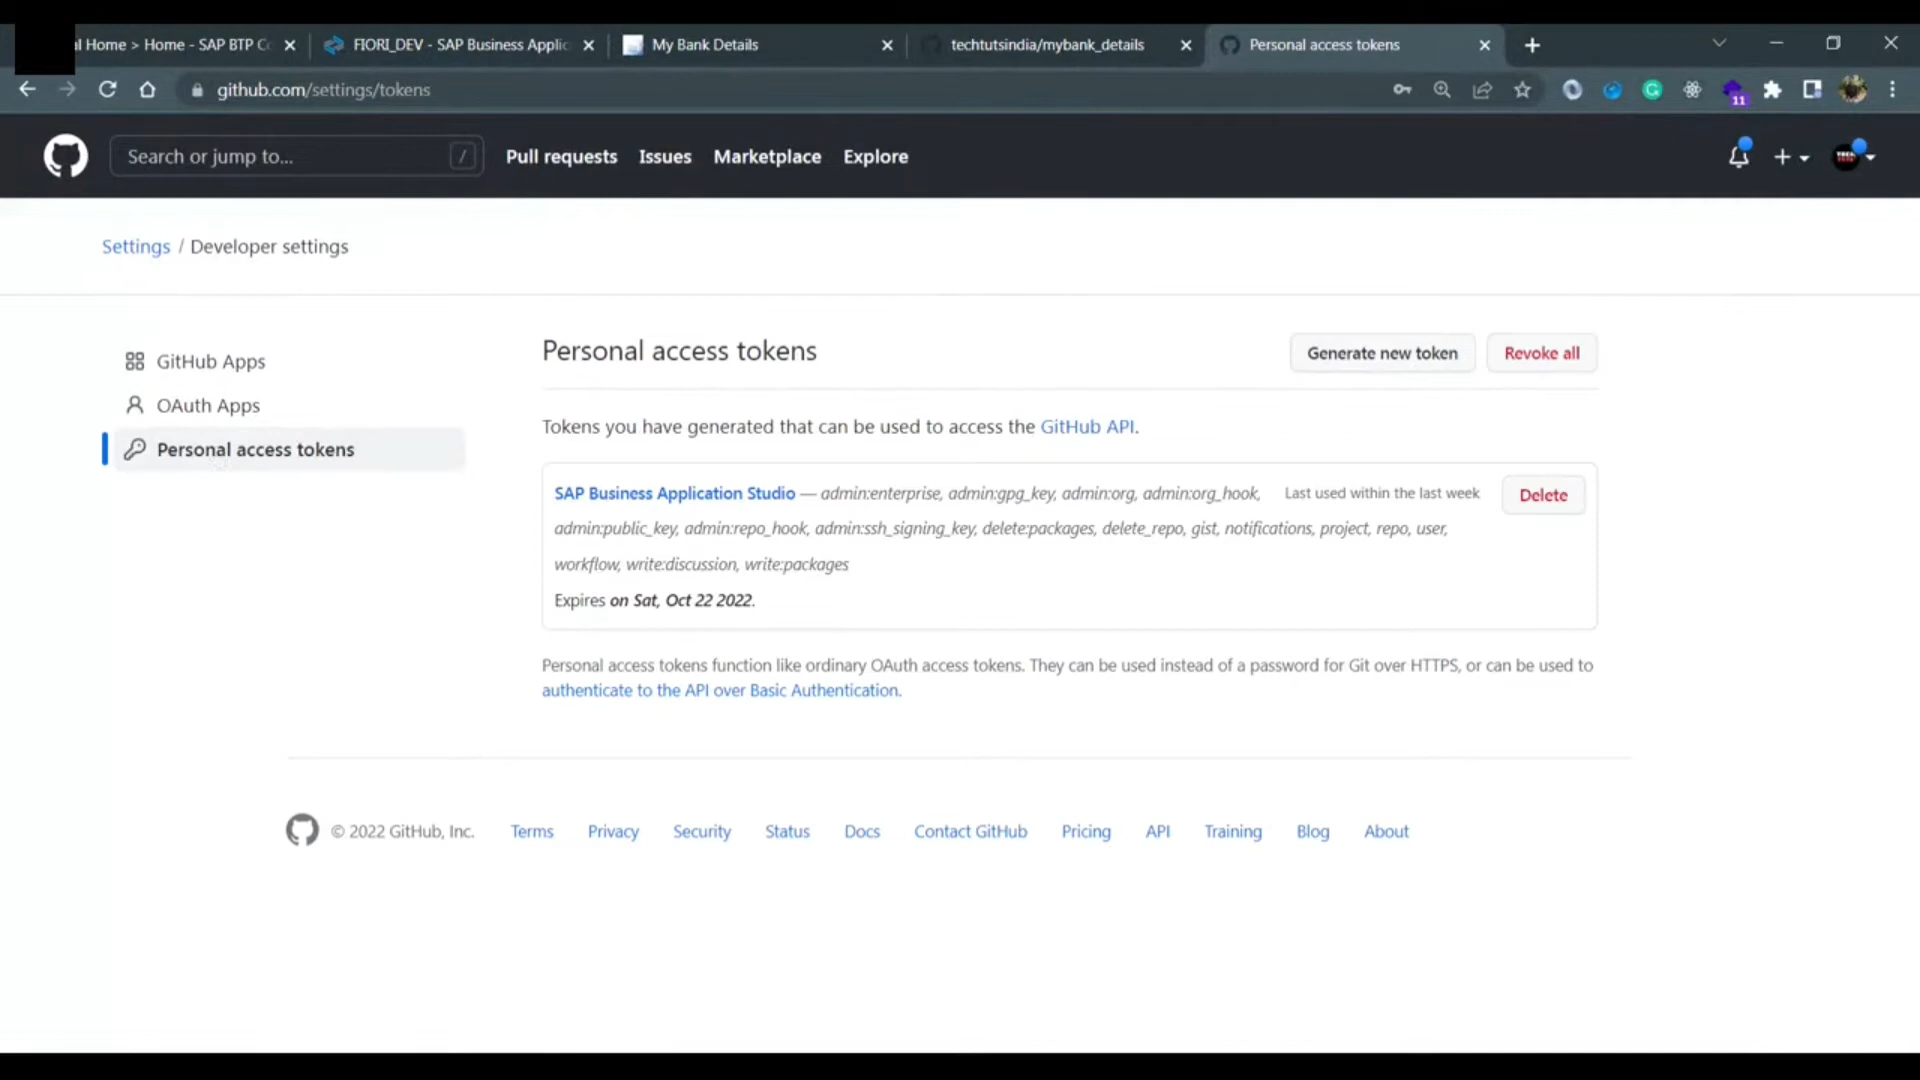 l Home > Home - SAP BTP C
FIORI_DEV - SAP Business Applic
My Bank Details
techtutsindia/mybank_details
Personal access tokens
github.com/settings/tokens
11
Search or jump to...
/
Pull requests
Issues
Marketplace
Explore
Settings / Developer settings
GitHub Apps
OAuth Apps
Personal access tokens
Personal access tokens
Generate new token
Revoke all
Tokens you have generated that can be used to access the GitHub API.
SAP Business Application Studio — admin:enterprise, admin:gpg_key, admin:org, admin:org_hook,
Last used within the last week
Delete
admin:public_key, admin:repo_hook, admin:ssh_signing_key, delete:packages, delete_repo, gist, notifications, project, repo, user,
workflow, write:discussion, write:packages
Expires on Sat, Oct 22 2022.
Personal access tokens function like ordinary OAuth access tokens. They can be used instead of a password for Git over HTTPS, or can be used to
authenticate to the API over Basic Authentication.
© 2022 GitHub, Inc.
Terms
Privacy
Security
Status
Docs
Contact GitHub
Pricing
API
Training
Blog
About